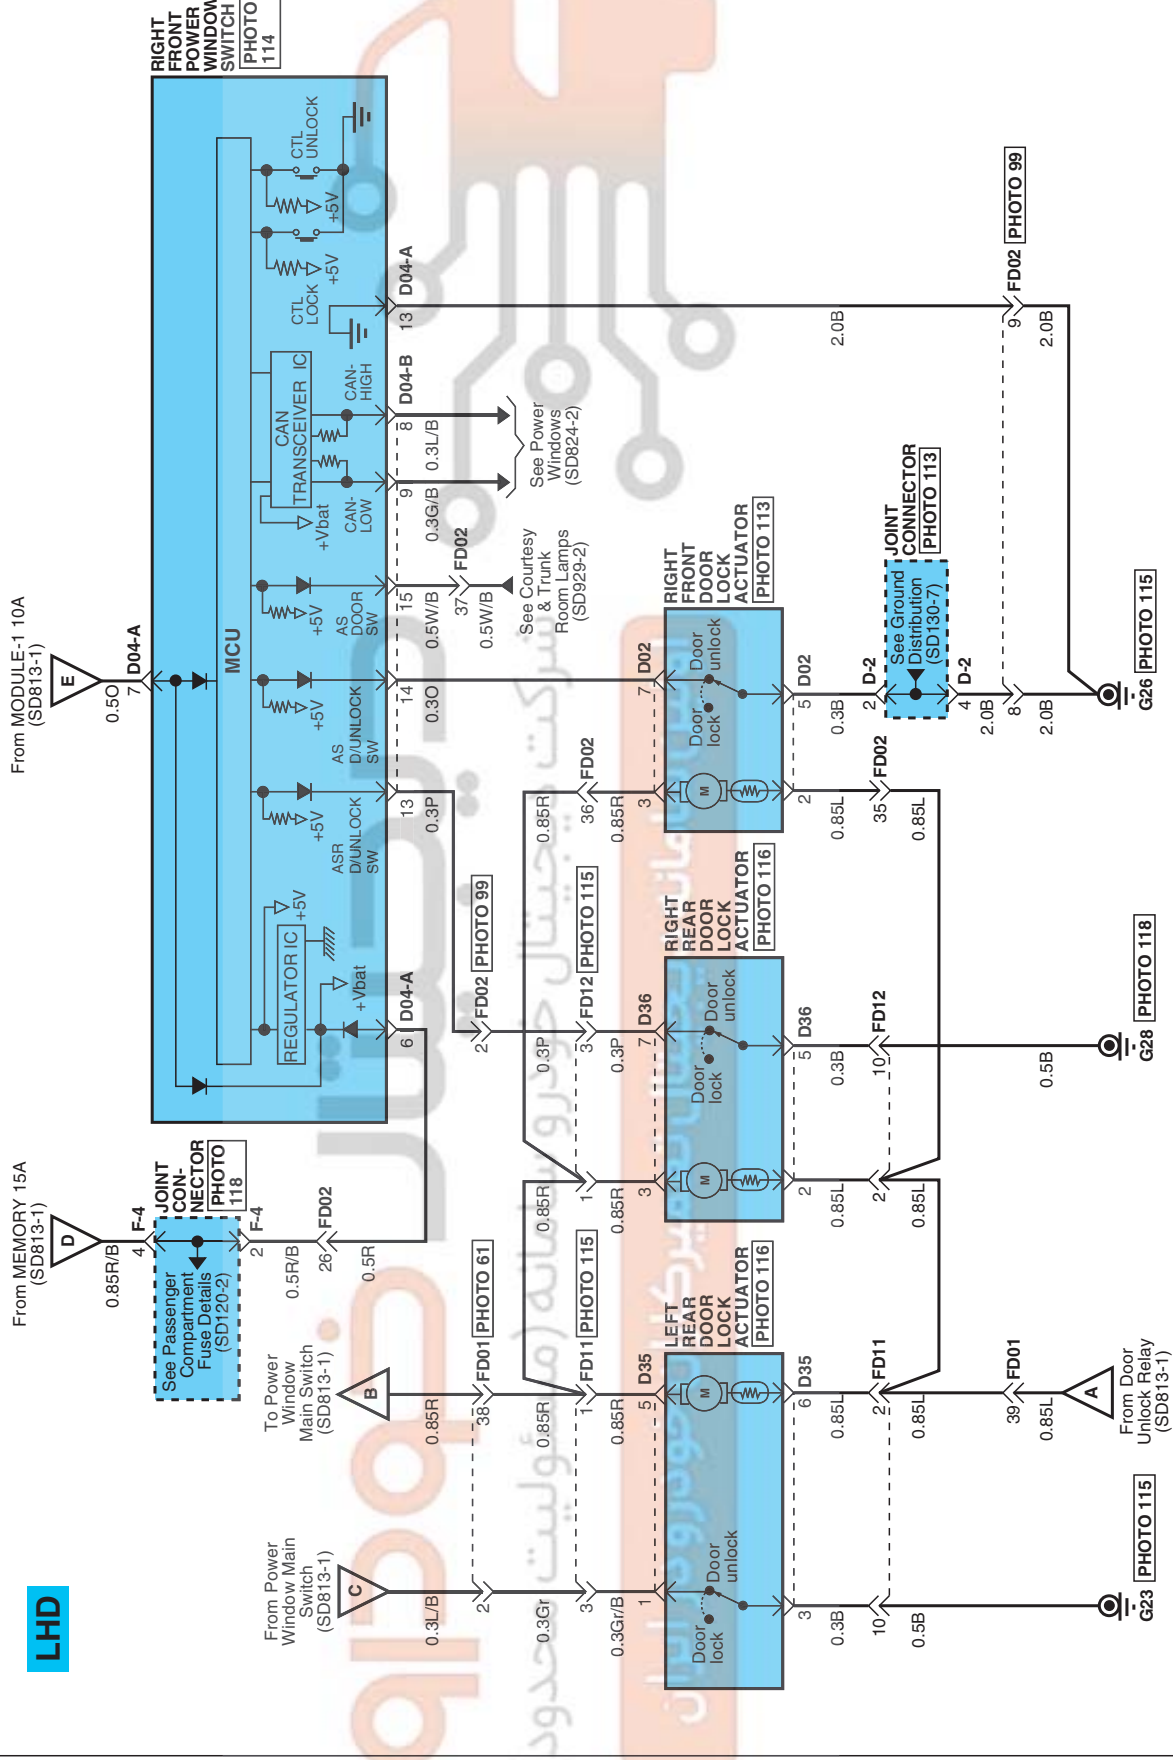 LHD
From Power
Window Main
Switch
(SD813-1)
C
0.3L/B
2
0.3Gr
3
0.3Gr/B
1
Door
lock
Door
unlock
3
0.3B
10
0.5B
G23
PHOTO 115
To Power
Window
Main Switch
(SD813-1)
B
0.85R
38
FD01
PHOTO 61
0.85R
1
FD11
PHOTO 115
0.85R
5
D35
LEFT
REAR
DOOR
LOCK
ACTUATOR
PHOTO 116
M
6
D35
0.85L
2
FD11
0.85L
39
FD01
0.85L
A
From Door
Unlock Relay
(SD813-1)
From MEMORY 15A
(SD813-1)
D
0.85R/B
4
F-4
JOINT
CON-
NECTOR
PHOTO
118
See Passenger
Compartment
Fuse Details
(SD120-2)
2
F-4
0.5R/B
26
FD02
0.5R
6
D04-A
From MODULE-1 10A
(SD813-1)
E
0.5O
7
D04-A
RIGHT
FRONT
POWER
WINDOW
SWITCH
PHOTO
114
MCU
REGULATOR IC
+5V
+Vbat
ASR
D/UNLOCK
SW
+5V
AS
D/UNLOCK
SW
+5V
AS
DOOR
SW
+5V
CAN
TRANSCEIVER IC
+Vbat
CAN-
LOW
CAN-
HIGH
CTL
LOCK
+5V
CTL
UNLOCK
+5V
13
0.3P
14
0.3O
15
0.5W/B
37
FD02
0.5W/B
See Courtesy
& Trunk
Room Lamps
(SD929-2)
9
0.3G/B
8
D04-B
0.3L/B
See Power
Windows
(SD824-2)
13
D04-A
2.0B
9
FD02
PHOTO 99
2.0B
2
FD02
PHOTO 99
0.3P
3
FD12
PHOTO 115
0.3P
7
D36
0.85R
1
0.85R
3
RIGHT
REAR
DOOR
LOCK
ACTUATOR
PHOTO 116
M
Door
lock
Door
unlock
2
0.85L
2
0.85L
5
D36
0.3B
10
FD12
0.5B
G28
PHOTO 118
0.85R
36
FD02
0.85R
3
7
D02
RIGHT
FRONT
DOOR
LOCK
ACTUATOR
PHOTO 113
M
Door
lock
Door
unlock
2
0.85L
35
FD02
0.85L
5
D02
0.3B
2
D-2
JOINT
CONNECTOR
PHOTO 113
See Ground
Distribution
(SD130-7)
4
D-2
2.0B
8
2.0B
G26
PHOTO 115